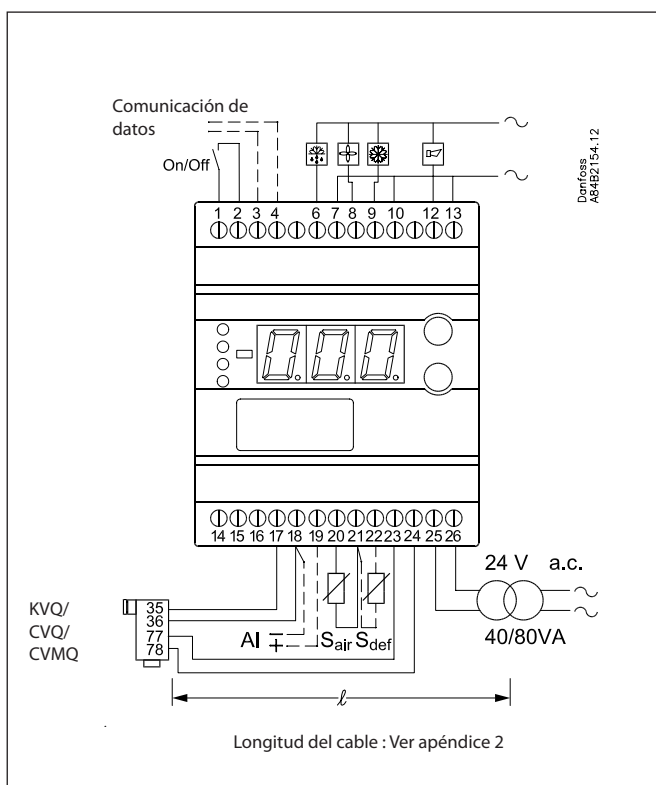 Comunicación de
datos
On/Off
Danfoss
A84B2154.12
1 2 3 4 6 7 8 9 10 12 13
000
14 15 16 17 18 19 20 21 22 23 24 25 26
24 V a.c.
40/80VA
KVQ/
CVQ/
CVMQ
35
36
77
78
AI
Sair Sdef
ℓ
Longitud del cable : Ver apéndice 2